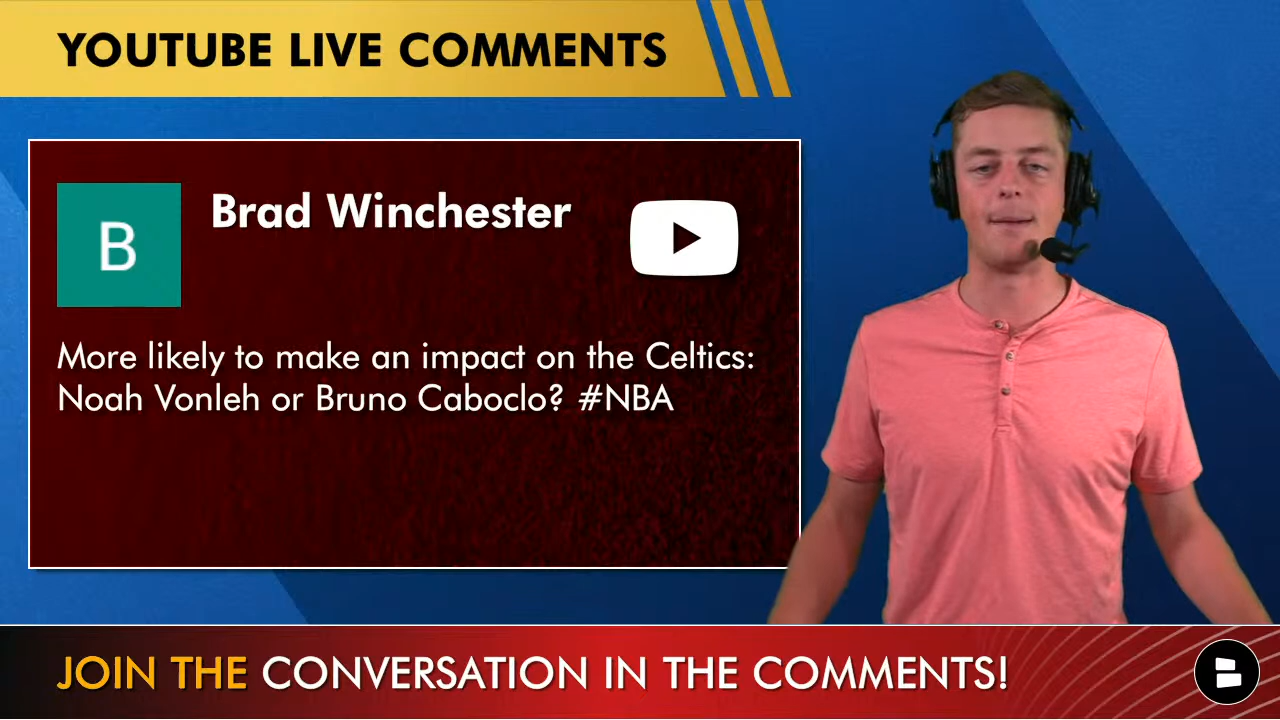 YOUTUBE LIVE COMMENTS
B
Brad Winchester
More likely to make an impact on the Celtics:
Noah Vonleh or Bruno Caboclo? #NBA
JOIN THE CONVERSATION IN THE COMMENTS!